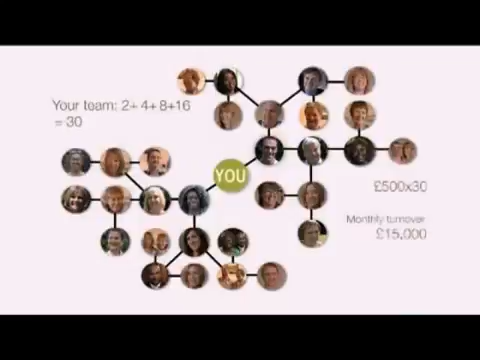 Your team: 2+ 4+ 8+16
= 30
YOU
£500x30
Monthly turnover
£15,000